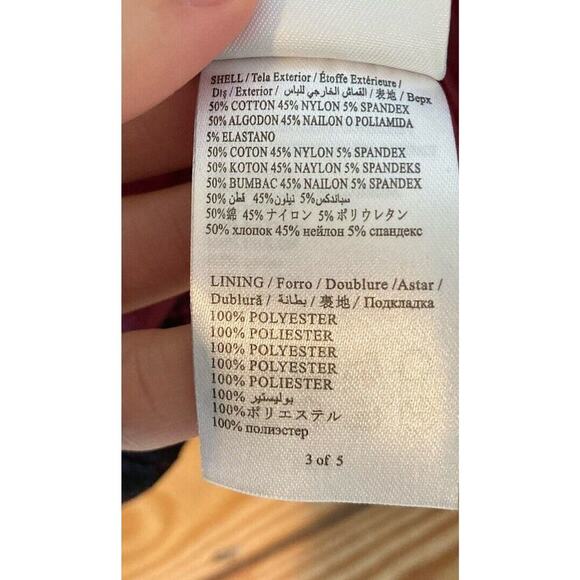 SHELL / Tela Exterior / Étoffe Extérieure /
Dış / Exterior / القماش الخارجي للباس / 表地 / Верх
50% COTTON 45% NYLON 5% SPANDEX
50% ALGODON 45% NAILON O POLIAMIDA
5% ELASTANO
50% COTON 45% NYLON 5% SPANDEX
50% KOTON 45% NAYLON 5% SPANDEKS
50% BUMBAC 45% NAILON 5% SPANDEX
50% قطن 45% نيلون 5% سباندكس
50%綿 45%ナイロン 5%ポリウレタン
50% хлопок 45% нейлон 5% спандекс
LINING / Forro / Doublure /Astar /
Dublură / بطانة / 裏地 / Подкладка
100% POLYESTER
100% POLIESTER
100% POLYESTER
100% POLYESTER
100% POLIESTER
100% بوليستير
100%ポリエステル
100% полиэстер
3 of 5